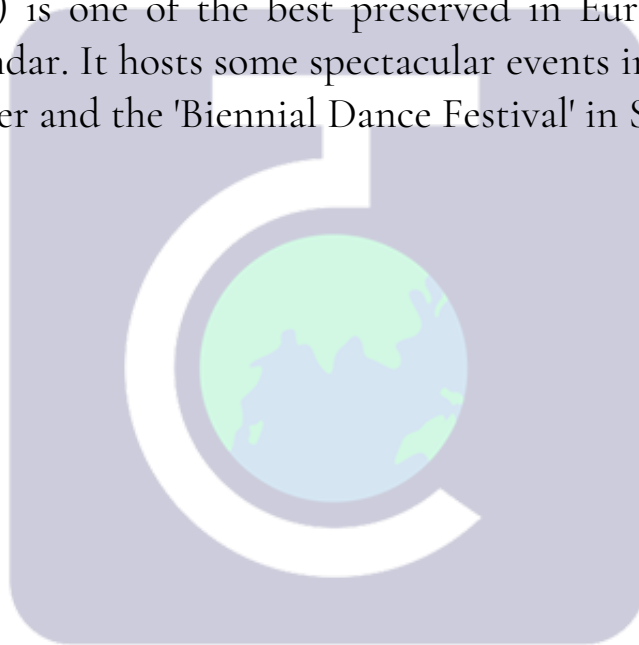 ) is one of the best preserved in Eur
ndar. It hosts some spectacular events in
er and the 'Biennial Dance Festival' in S